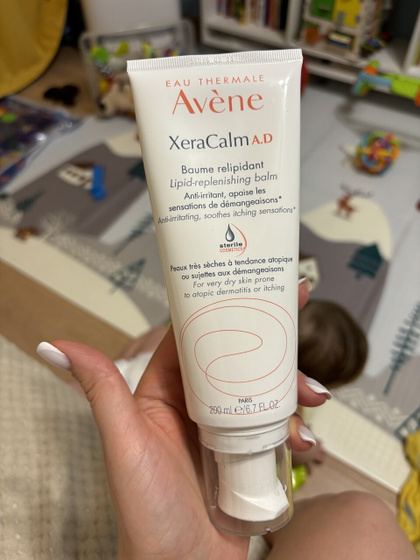 EAU THERMALE
Avène
XeraCalm A.D
Baume relipidant
Lipid-replenishing balm
Anti-irritant, apaise les
sensations de démangeaisons*
Anti-irritating, soothes itching sensations*
stérile
COSMETICS
Peaux très sèches à tendance atopique
ou sujettes aux démangeaisons
For very dry skin prone
to atopic dermatitis or itching
PARIS
200 ml ℮/6.7 FL.OZ.